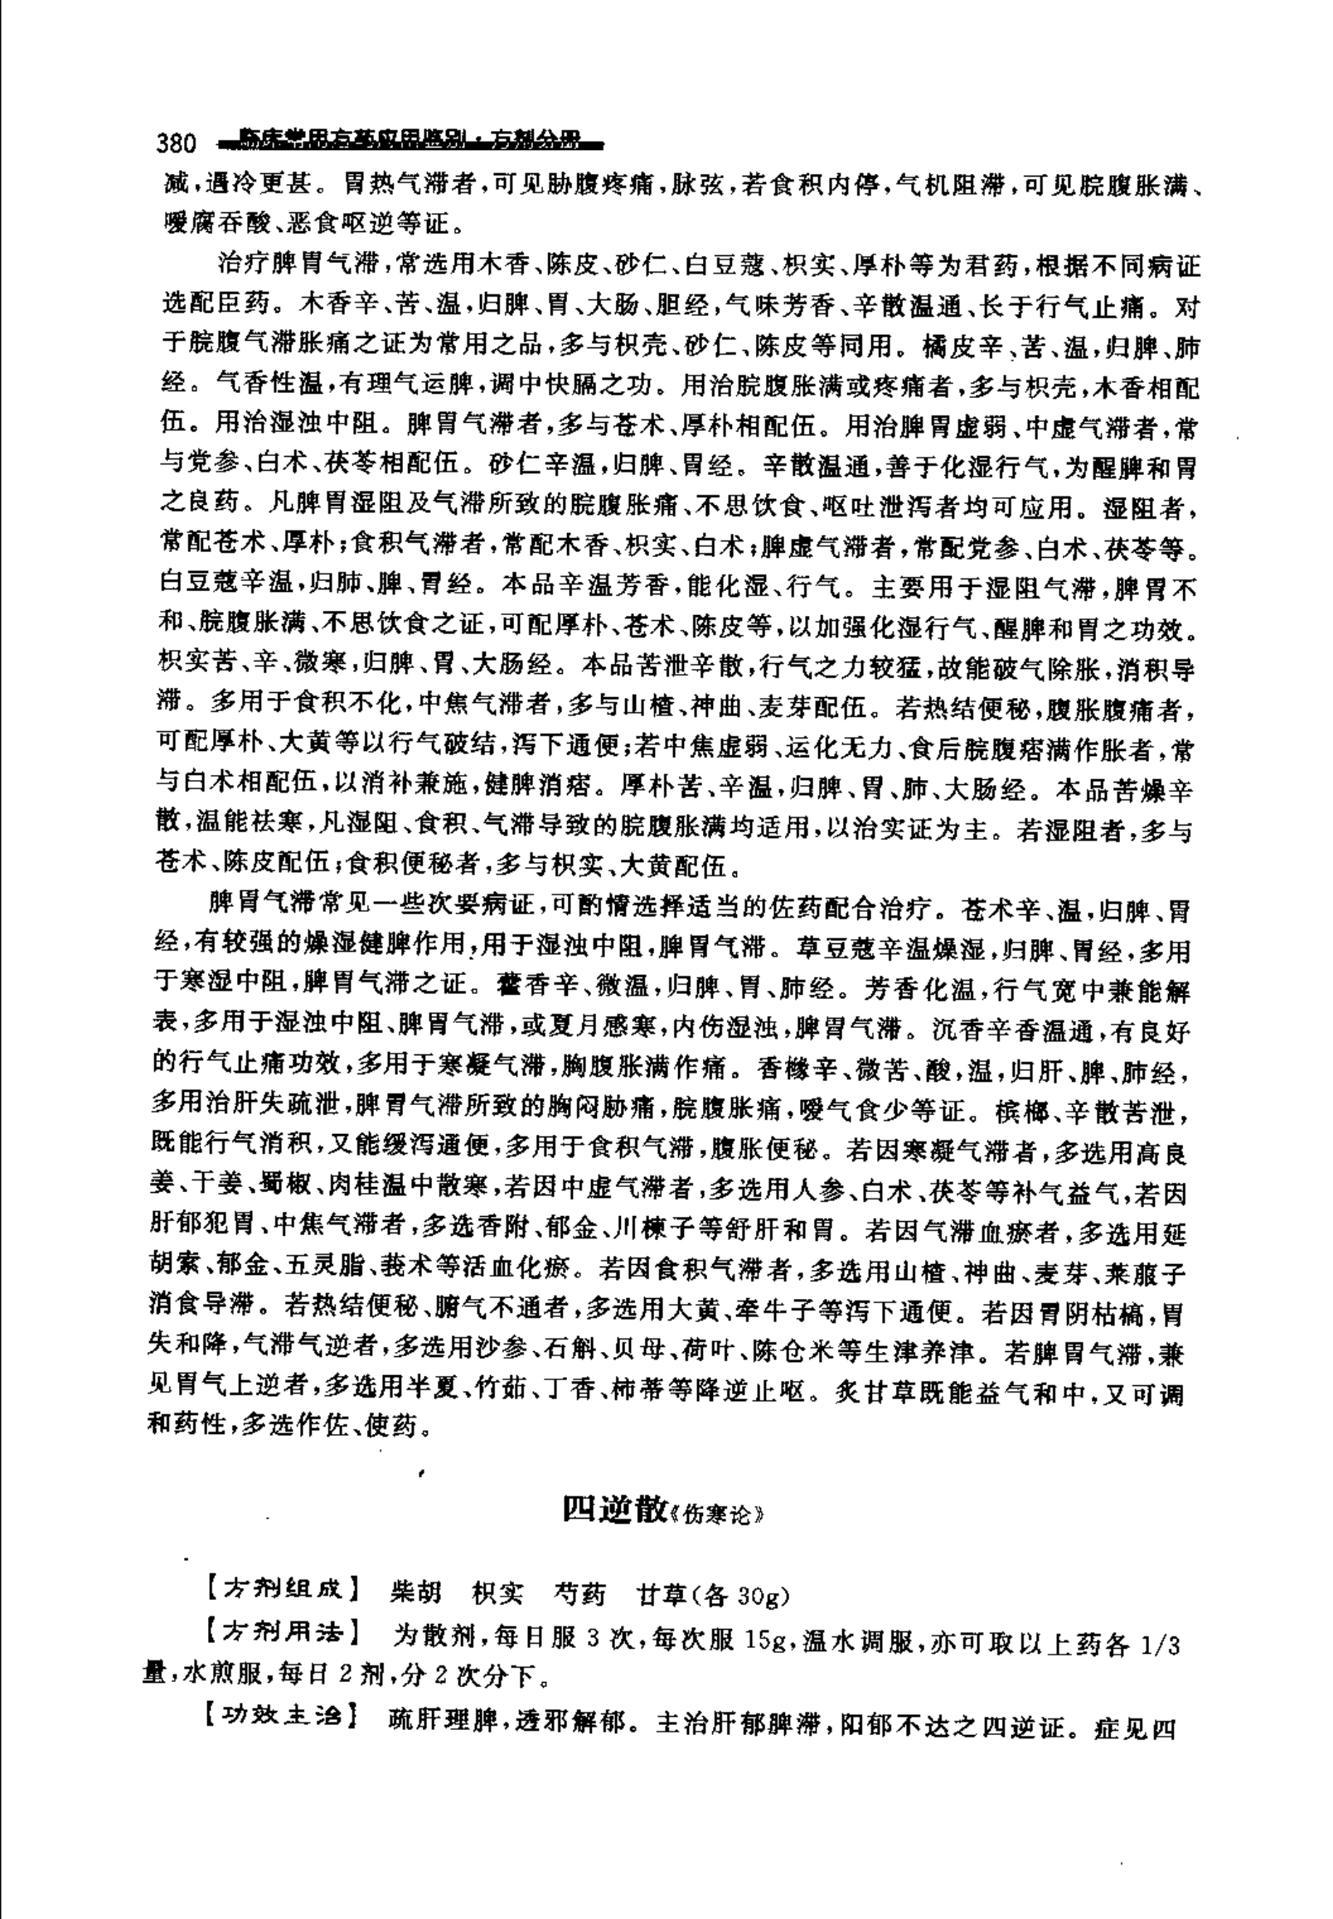 380 临床常用方药应用鉴别·方剂分册
减,遇冷更甚。胃热气滞者,可见胁腹疼痛,脉弦,若食积内停,气机阻滞,可见脘腹胀满、
嗳腐吞酸、恶食呕逆等证。
治疗脾胃气滞,常选用木香、陈皮、砂仁、白豆蔻、枳实、厚朴等为君药,根据不同病证
选配臣药。木香辛、苦、温,归脾、胃、大肠、胆经,气味芳香、辛散温通、长于行气止痛。对
于脘腹气滞胀痛之证为常用之品,多与枳壳、砂仁、陈皮等同用。橘皮辛、苦、温,归脾、肺
经。气香性温,有理气运脾,调中快膈之功。用治脘腹胀满或疼痛者,多与枳壳,木香相配
伍。用治湿浊中阻。脾胃气滞者,多与苍术、厚朴相配伍。用治脾胃虚弱、中虚气滞者,常
与党参、白术、茯苓相配伍。砂仁辛温,归脾、胃经。辛散温通,善于化湿行气,为醒脾和胃
之良药。凡脾胃湿阻及气滞所致的脘腹胀痛、不思饮食、呕吐泄泻者均可应用。湿阻者,
常配苍术、厚朴;食积气滞者,常配木香、枳实、白术;脾虚气滞者,常配党参、白术、茯苓等。
白豆蔻辛温,归肺、脾、胃经。本品辛温芳香,能化湿、行气。主要用于湿阻气滞,脾胃不
和、脘腹胀满、不思饮食之证,可配厚朴、苍术、陈皮等,以加强化湿行气、醒脾和胃之功效。
枳实苦、辛、微寒,归脾、胃、大肠经。本品苦泄辛散,行气之力较猛,故能破气除胀,消积导
滞。多用于食积不化,中焦气滞者,多与山楂、神曲、麦芽配伍。若热结便秘,腹胀腹痛者,
可配厚朴、大黄等以行气破结,泻下通便;若中焦虚弱、运化无力、食后脘腹痞满作胀者,常
与白术相配伍,以消补兼施,健脾消痞。厚朴苦、辛温,归脾、胃、肺、大肠经。本品苦燥辛
散,温能祛寒,凡湿阻、食积、气滞导致的脘腹胀满均适用,以治实证为主。若湿阻者,多与
苍术、陈皮配伍;食积便秘者,多与枳实、大黄配伍。
脾胃气滞常见一些次要病证,可酌情选择适当的佐药配合治疗。苍术辛、温,归脾、胃
经,有较强的燥湿健脾作用,用于湿浊中阻,脾胃气滞。草豆蔻辛温燥湿,归脾、胃经,多用
于寒湿中阻,脾胃气滞之证。藿香辛、微温,归脾、胃、肺经。芳香化温,行气宽中兼能解
表,多用于湿浊中阻、脾胃气滞,或夏月感寒,内伤湿浊,脾胃气滞。沉香辛香温通,有良好
的行气止痛功效,多用于寒凝气滞,胸腹胀满作痛。香橼辛、微苦、酸,温,归肝、脾、肺经,
多用治肝失疏泄,脾胃气滞所致的胸闷胁痛,脘腹胀痛,嗳气食少等证。槟榔、辛散苦泄,
既能行气消积,又能缓泻通便,多用于食积气滞,腹胀便秘。若因寒凝气滞者,多选用高良
姜、干姜、蜀椒、肉桂温中散寒,若因中虚气滞者,多选用人参、白术、茯苓等补气益气,若因
肝郁犯胃、中焦气滞者,多选香附、郁金、川楝子等舒肝和胃。若因气滞血瘀者,多选用延
胡索、郁金、五灵脂、莪术等活血化瘀。若因食积气滞者,多选用山楂、神曲、麦芽、莱菔子
消食导滞。若热结便秘、腑气不通者,多选用大黄、牵牛子等泻下通便。若因胃阴枯槁,胃
失和降,气滞气逆者,多选用沙参、石斛、贝母、荷叶、陈仓米等生津养津。若脾胃气滞,兼
见胃气上逆者,多选用半夏、竹茹、丁香、柿蒂等降逆止呕。炙甘草既能益气和中,又可调
和药性,多选作佐、使药。
四逆散《伤寒论》
【方剂组成】 柴胡 枳实 芍药 甘草(各 30g)
【方剂用法】 为散剂,每日服 3 次,每次服 15g,温水调服,亦可取以上药各 1/3
量,水煎服,每日 2 剂,分 2 次分下。
【功效主治】 疏肝理脾,透邪解郁。主治肝郁脾滞,阳郁不达之四逆证。症见四